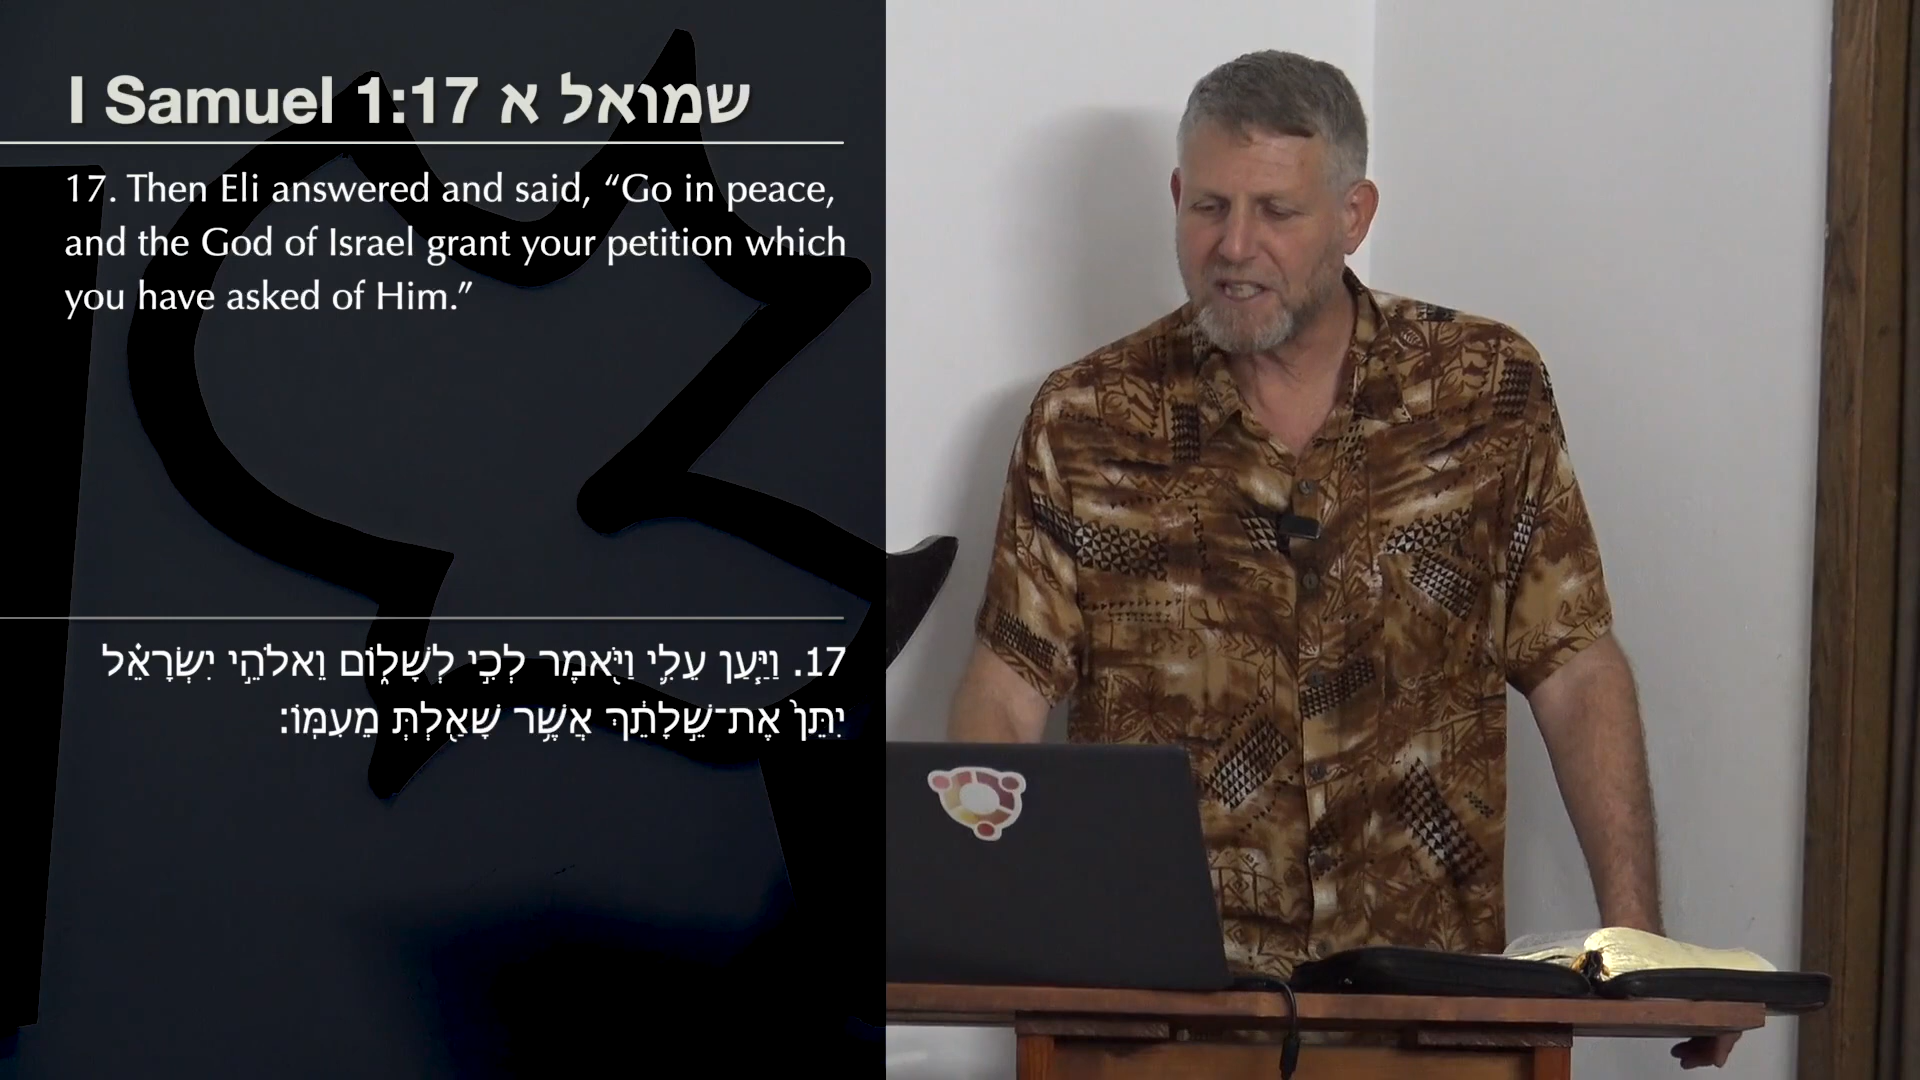 I Samuel 1:17 שמואל א
17. Then Eli answered and said, “Go in peace,
and the God of Israel grant your petition which
you have asked of Him.”
17. וַיַּ֧עַן עֵלִ֛י וַיֹּ֖אמֶר לְכִ֣י לְשָׁל֑וֹם וֵאלֹהֵ֣י יִשְׂרָאֵ֗ל
יִתֵּן֙ אֶת־שֵׁ֣לָתֵ֔ךְ אֲשֶׁ֥ר שָׁאַ֖לְתְּ מֵעִמּֽוֹ׃